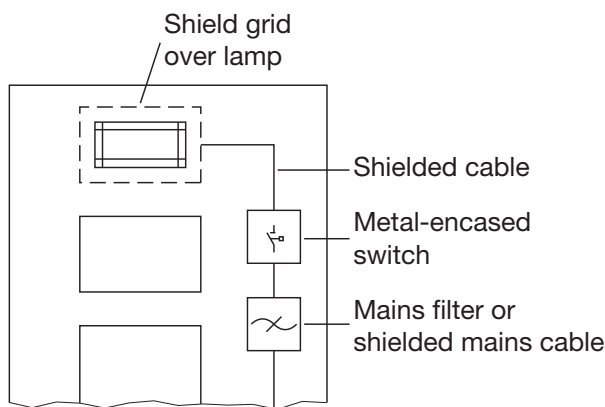 Shield grid
over lamp
Shielded cable
Metal-encased
switch
Mains filter or
shielded mains cable